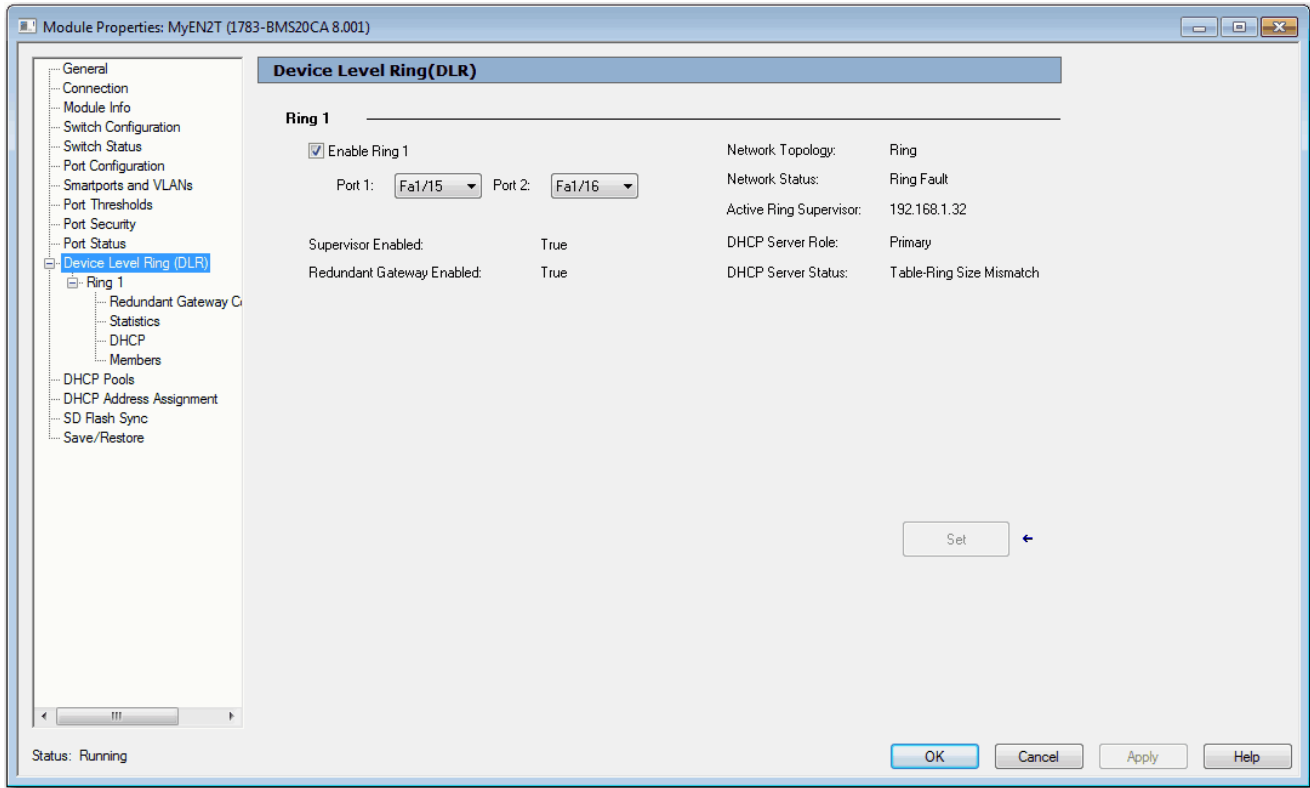 Module Properties: MyEN2T (1783-BMS20CA 8.001)
General
Connection
Module Info
Switch Configuration
Switch Status
Port Configuration
Smartports and VLANs
Port Thresholds
Port Security
Port Status
Device Level Ring (DLR)
Ring 1
Redundant Gateway Co
Statistics
DHCP
Members
DHCP Pools
DHCP Address Assignment
SD Flash Sync
Save/Restore
Device Level Ring(DLR)
Ring 1
Enable Ring 1
Port 1: Fa1/15 Port 2: Fa1/16
Supervisor Enabled: True
Redundant Gateway Enabled: True
Network Topology: Ring
Network Status: Ring Fault
Active Ring Supervisor: 192.168.1.32
DHCP Server Role: Primary
DHCP Server Status: Table-Ring Size Mismatch
Set
Status: Running
OK Cancel Apply Help